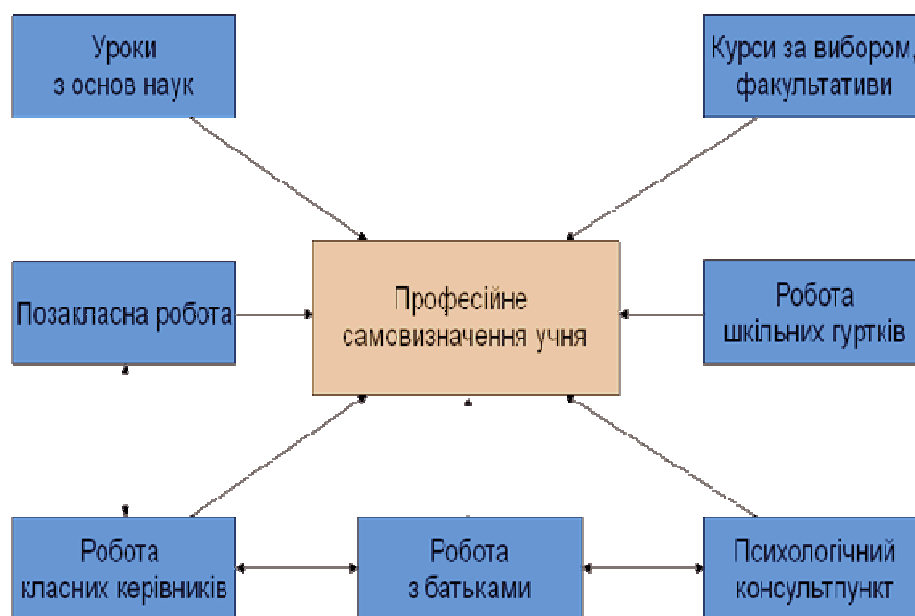 Уроки
з основ наук
Курси за вибором,
факультативи
Позакласна робота
Професійне
самовизначення учня
Робота
шкільних гуртків
Робота
класних керівників
Робота
з батьками
Психологічний
консультпункт